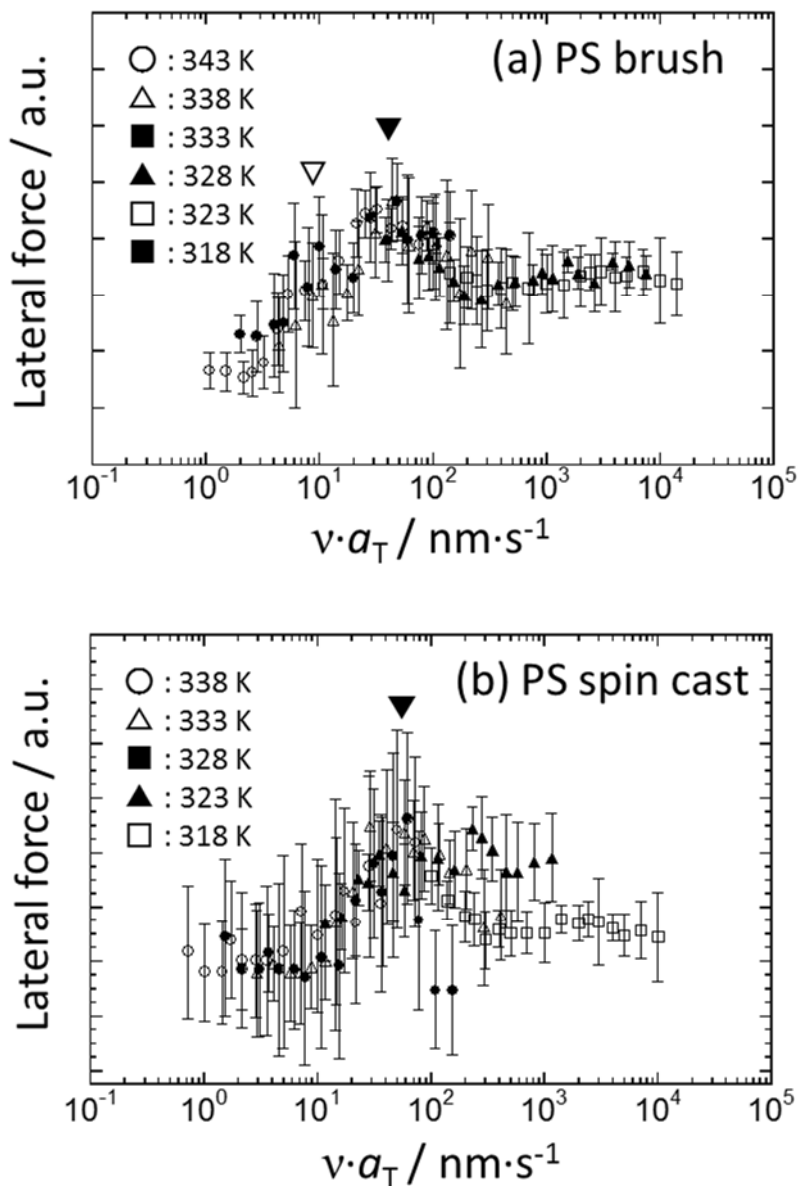 (a) PS brush
○ : 343 K
△ : 338 K
■ : 333 K
▲ : 328 K
□ : 323 K
■ : 318 K
Lateral force / a.u.
10⁻¹ 10⁰ 10¹ 10² 10³ 10⁴ 10⁵
ν·a_T / nm·s⁻¹
(b) PS spin cast
○ : 338 K
△ : 333 K
■ : 328 K
▲ : 323 K
□ : 318 K
Lateral force / a.u.
10⁻¹ 10⁰ 10¹ 10² 10³ 10⁴ 10⁵
ν·a_T / nm·s⁻¹